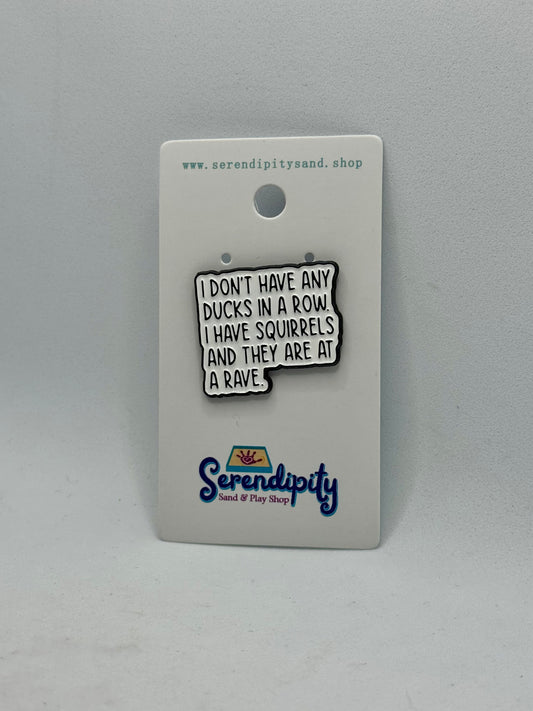 www.serendipitysand.shop
I DON'T HAVE ANY
DUCKS IN A ROW.
I HAVE SQUIRRELS
AND THEY ARE AT
A RAVE.
Serendipity
Sand & Play Shop